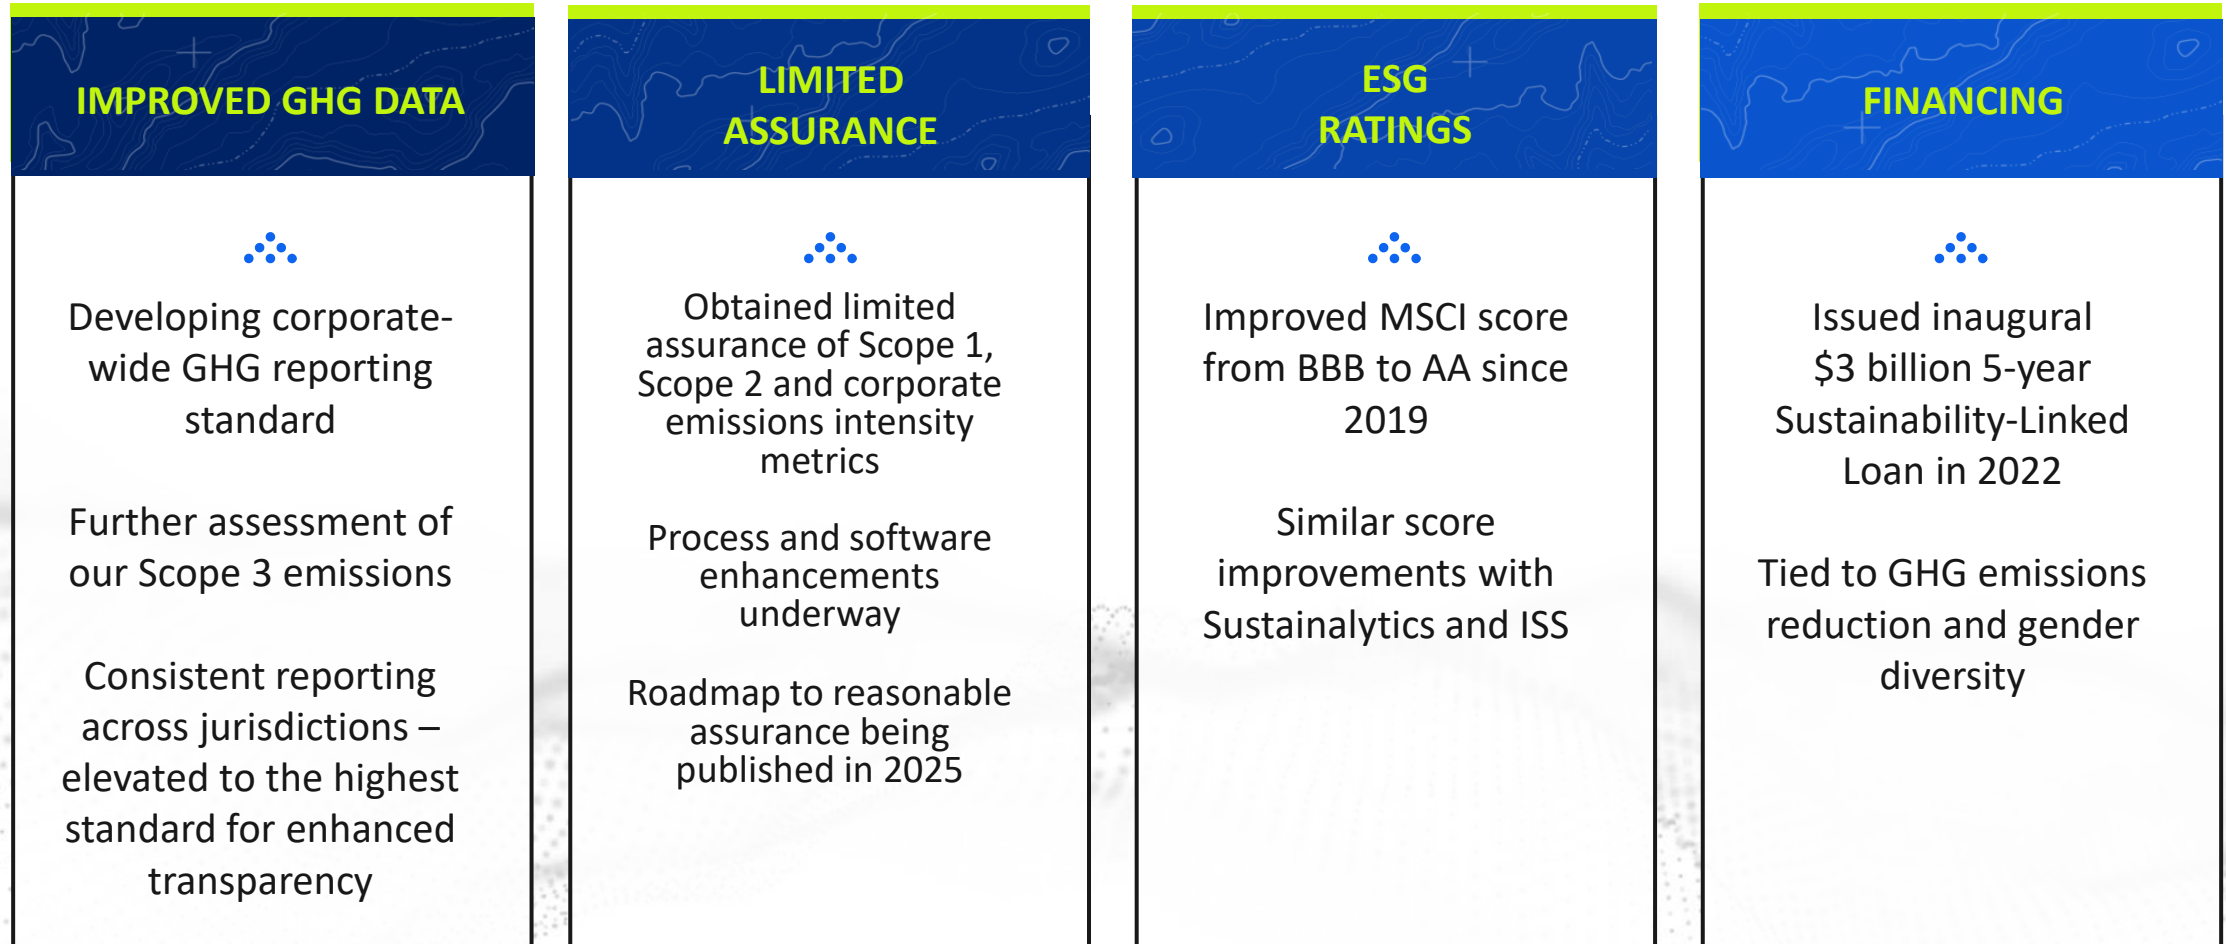 IMPROVED GHG DATA
Developing corporate-
wide GHG reporting
standard
Further assessment of
our Scope 3 emissions
Consistent reporting
across jurisdictions –
elevated to the highest
standard for enhanced
transparency
LIMITED
ASSURANCE
Obtained limited
assurance of Scope 1,
Scope 2 and corporate
emissions intensity
metrics
Process and software
enhancements
underway
Roadmap to reasonable
assurance being
published in 2025
ESG
RATINGS
Improved MSCI score
from BBB to AA since
2019
Similar score
improvements with
Sustainalytics and ISS
FINANCING
Issued inaugural
$3 billion 5-year
Sustainability-Linked
Loan in 2022
Tied to GHG emissions
reduction and gender
diversity